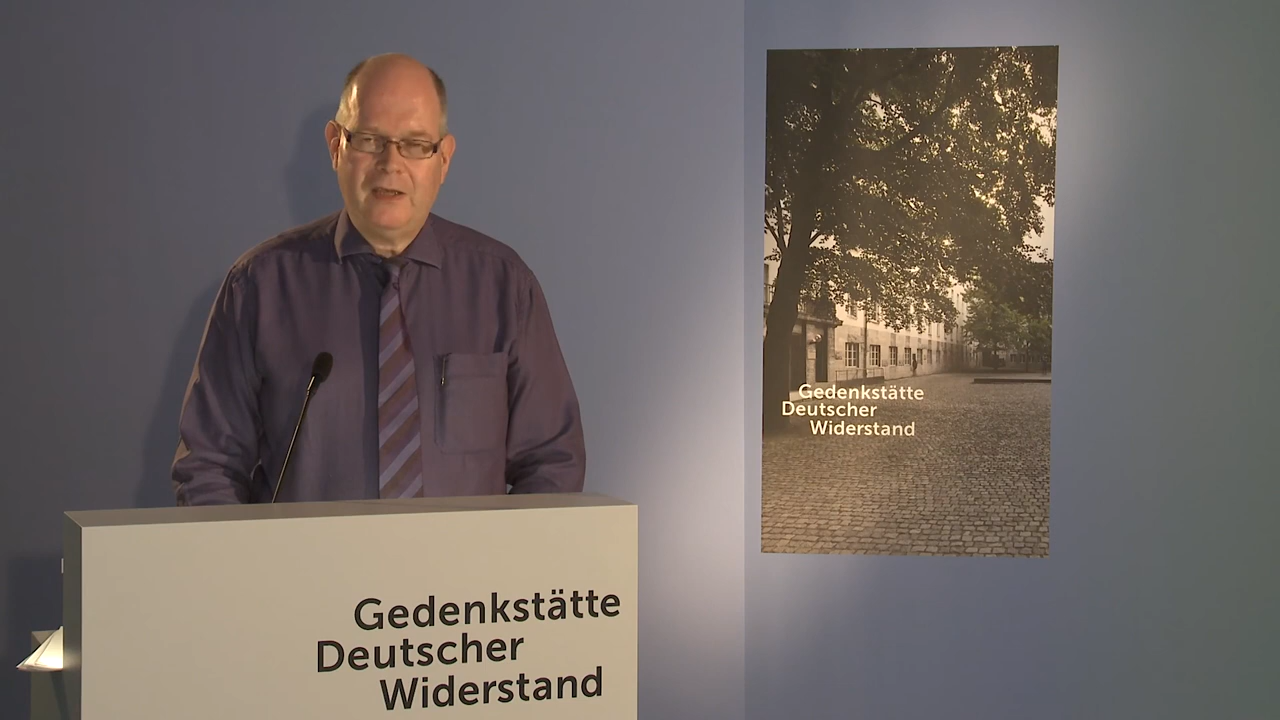 Gedenkstätte
Deutscher
Widerstand
Gedenkstätte
Deutscher
Widerstand